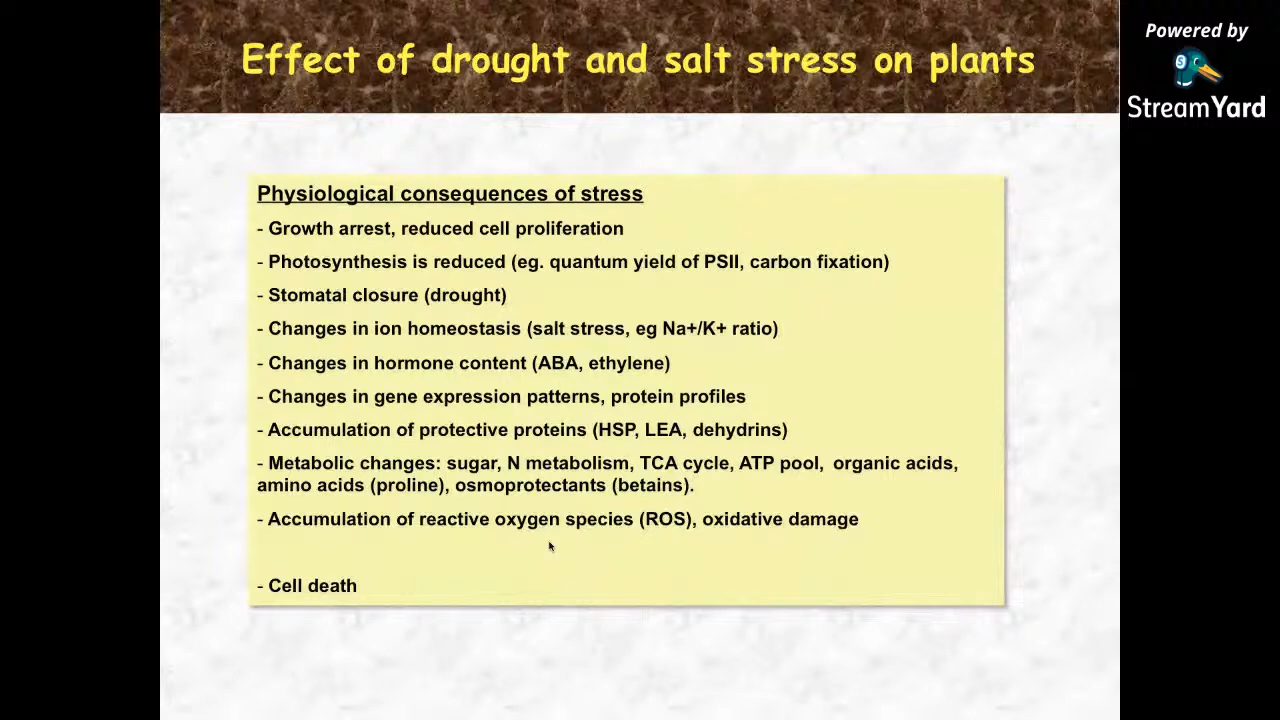 Effect of drought and salt stress on plants
Powered by
StreamYard
Physiological consequences of stress
- Growth arrest, reduced cell proliferation
- Photosynthesis is reduced (eg. quantum yield of PSII, carbon fixation)
- Stomatal closure (drought)
- Changes in ion homeostasis (salt stress, eg Na+/K+ ratio)
- Changes in hormone content (ABA, ethylene)
- Changes in gene expression patterns, protein profiles
- Accumulation of protective proteins (HSP, LEA, dehydrins)
- Metabolic changes: sugar, N metabolism, TCA cycle, ATP pool,  organic acids,
amino acids (proline), osmoprotectants (betains).
- Accumulation of reactive oxygen species (ROS), oxidative damage
- Cell death